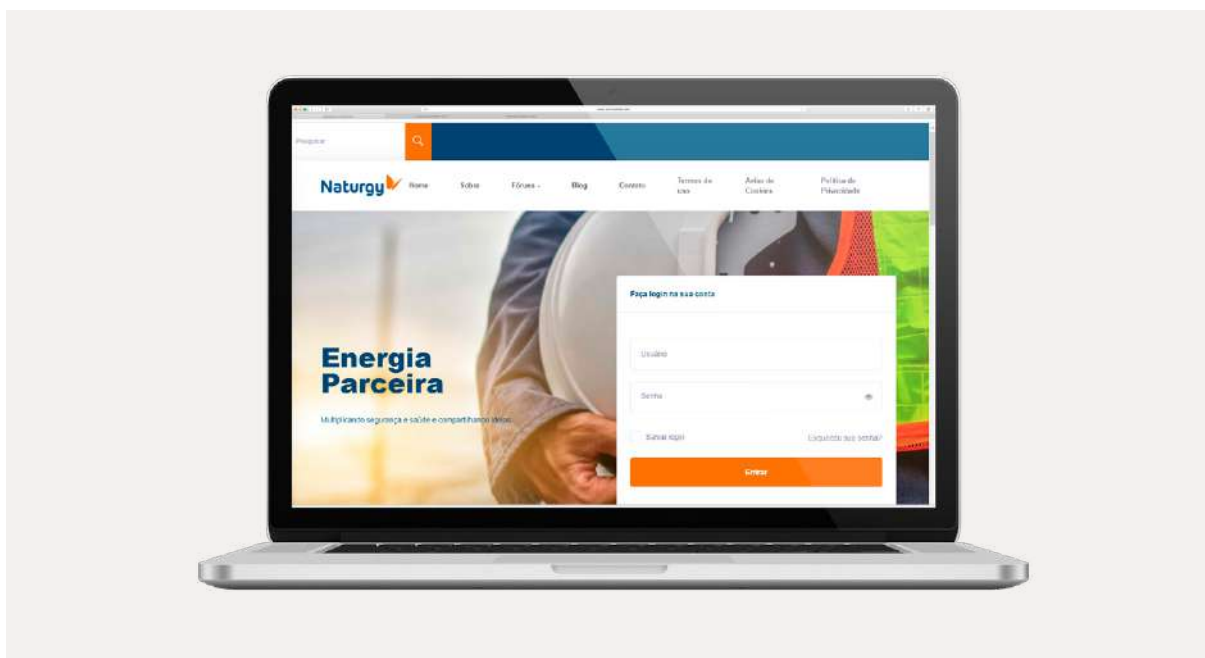 Pesquisar
Naturgy
Home
Sobre
Fóruns
Blog
Contato
Termos de
uso
Aviso de
Cookies
Política de
Privacidade
Faça login na sua conta
Usuário
Energia
Parceira
Senha
Multiplicando segurança e saúde e compartilhando ideias
Salvar login
Esqueceu sua senha?
Entrar